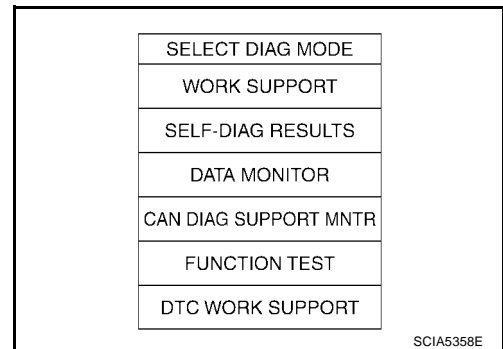 SELECT DIAG MODE
WORK SUPPORT
SELF-DIAG RESULTS
DATA MONITOR
CAN DIAG SUPPORT MNTR
FUNCTION TEST
DTC WORK SUPPORT
SCIA5358E